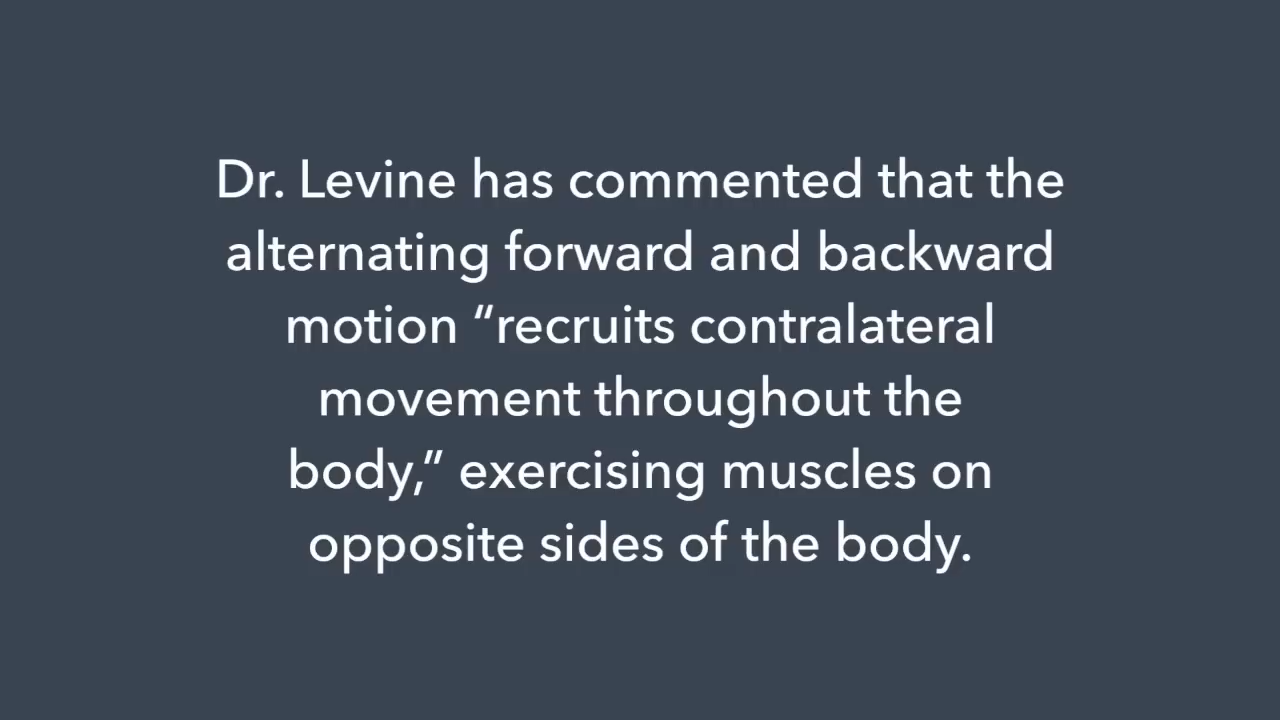 Dr. Levine has commented that the
alternating forward and backward
motion “recruits contralateral
movement throughout the
body,” exercising muscles on
opposite sides of the body.